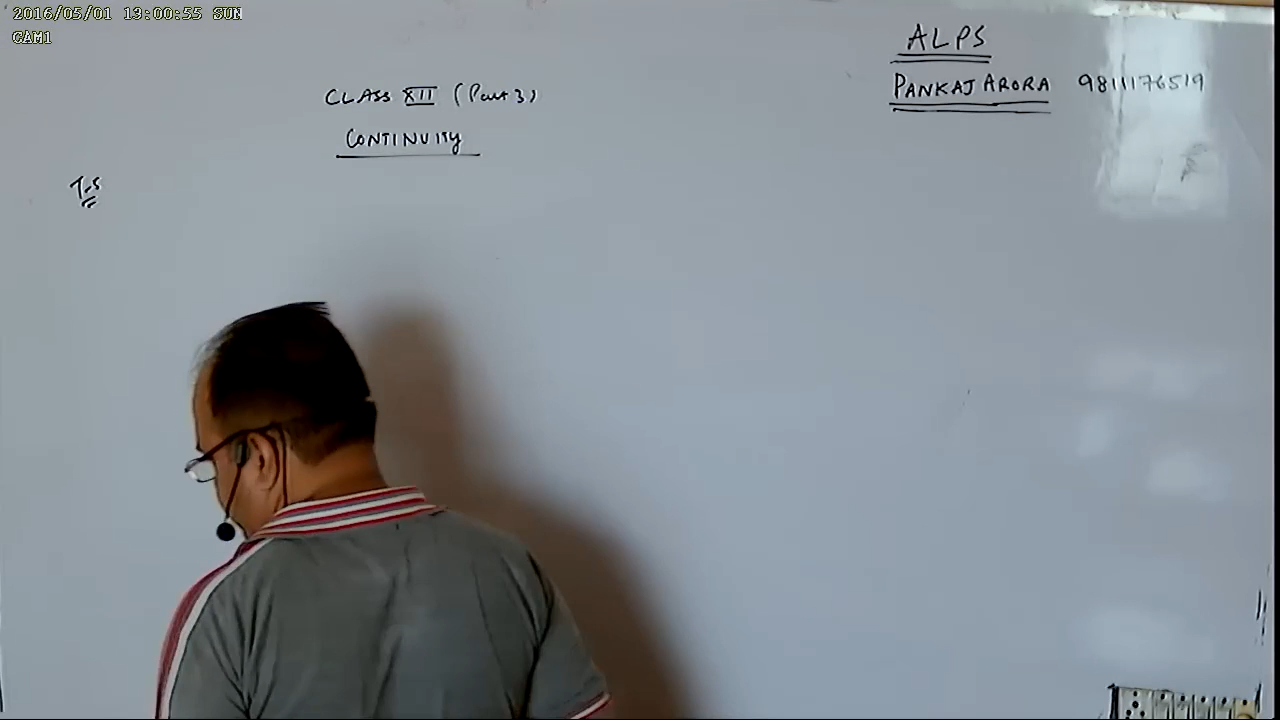 2016/05/01 13:00:55 SUN
CAM1
ALPS
PANKAJ ARORA 9811176519
CLASS XII (Part 3)
CONTINUITY